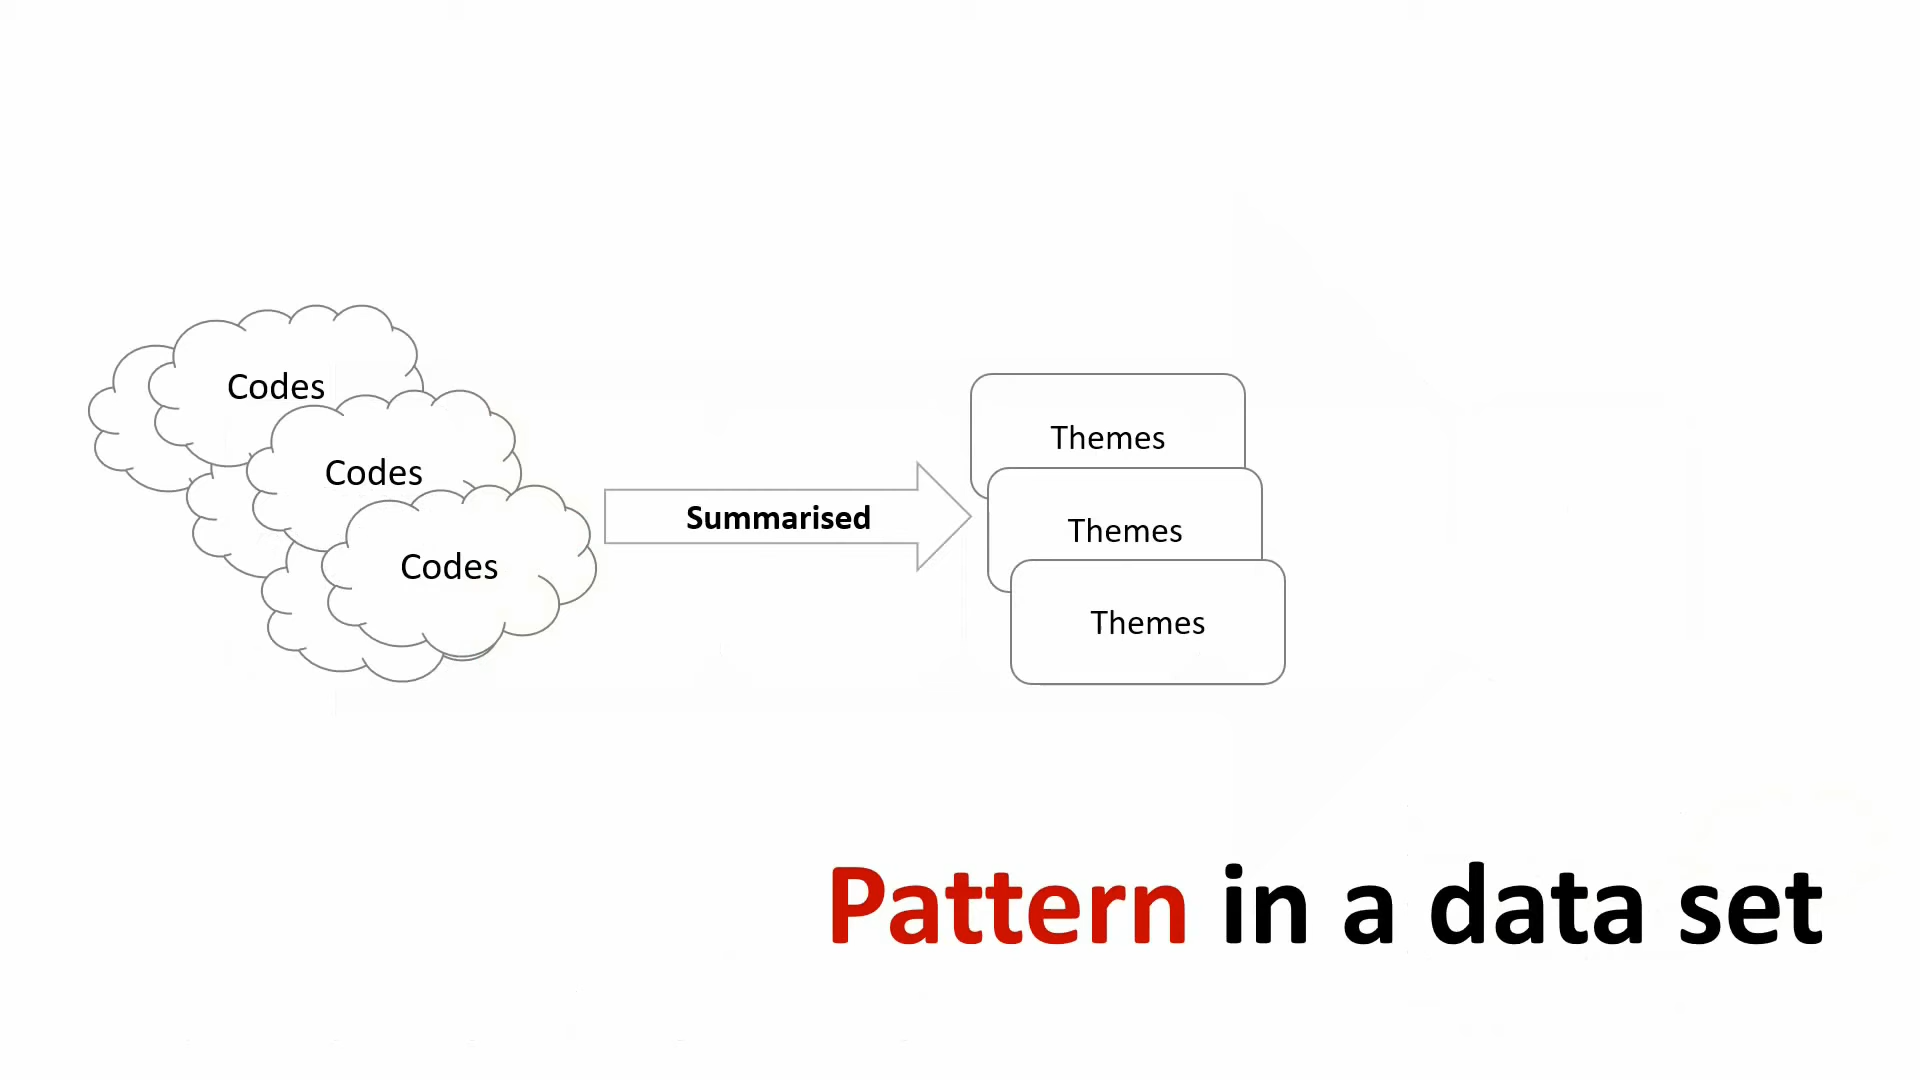 Codes
Codes
Codes
Summarised
Themes
Themes
Themes
Pattern in a data set